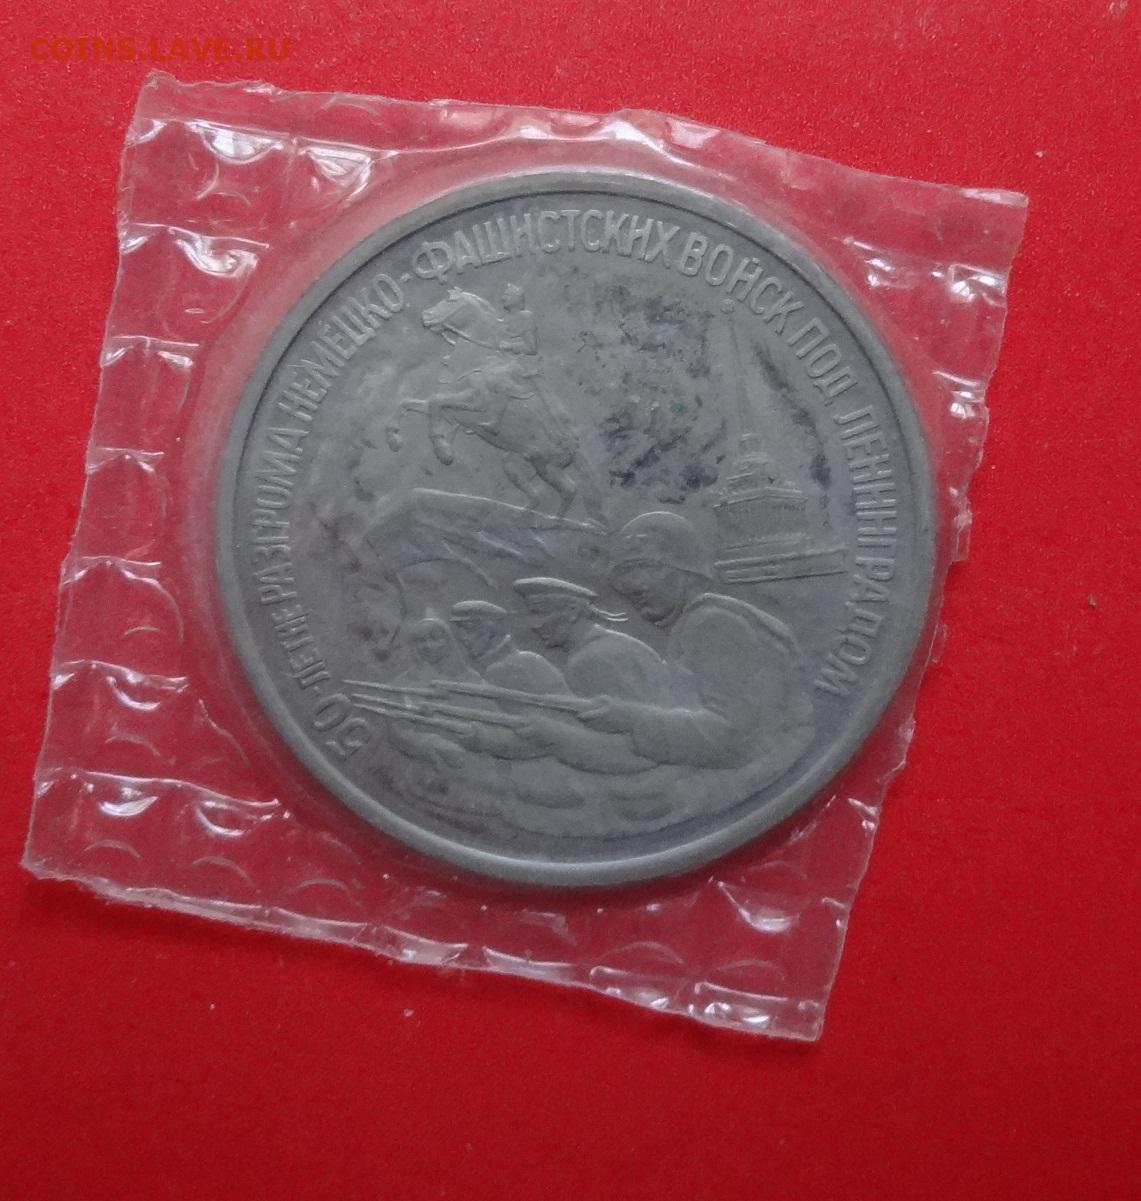 COINS.LAVE.RU
50-ЛЕТИЕ РАЗГРОМА НЕМЕЦКО-ФАШИСТСКИХ ВОЙСК ПОД ЛЕНИНГРАДОМ